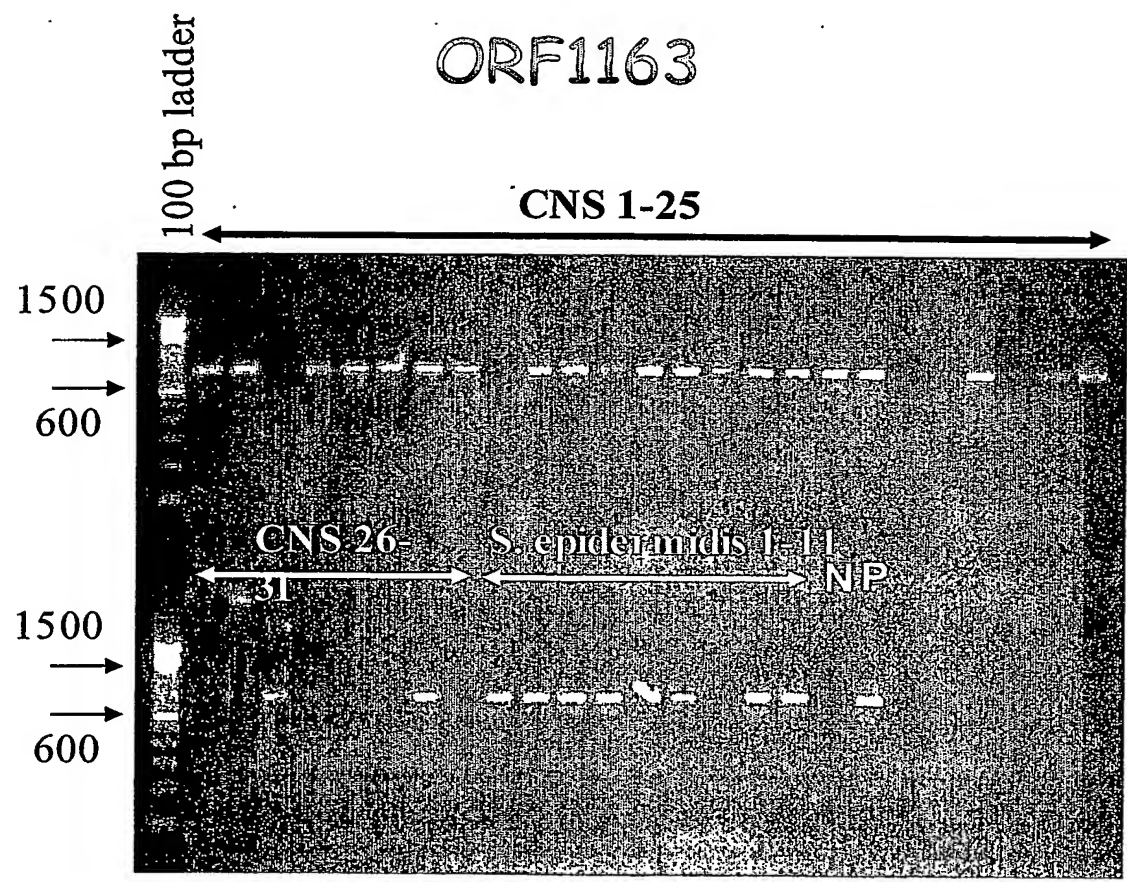 ORF1163
100 bp ladder
CNS 1-25
1500
600
CNS 26-
31
S. epidermidis 1-11
NP
1500
600